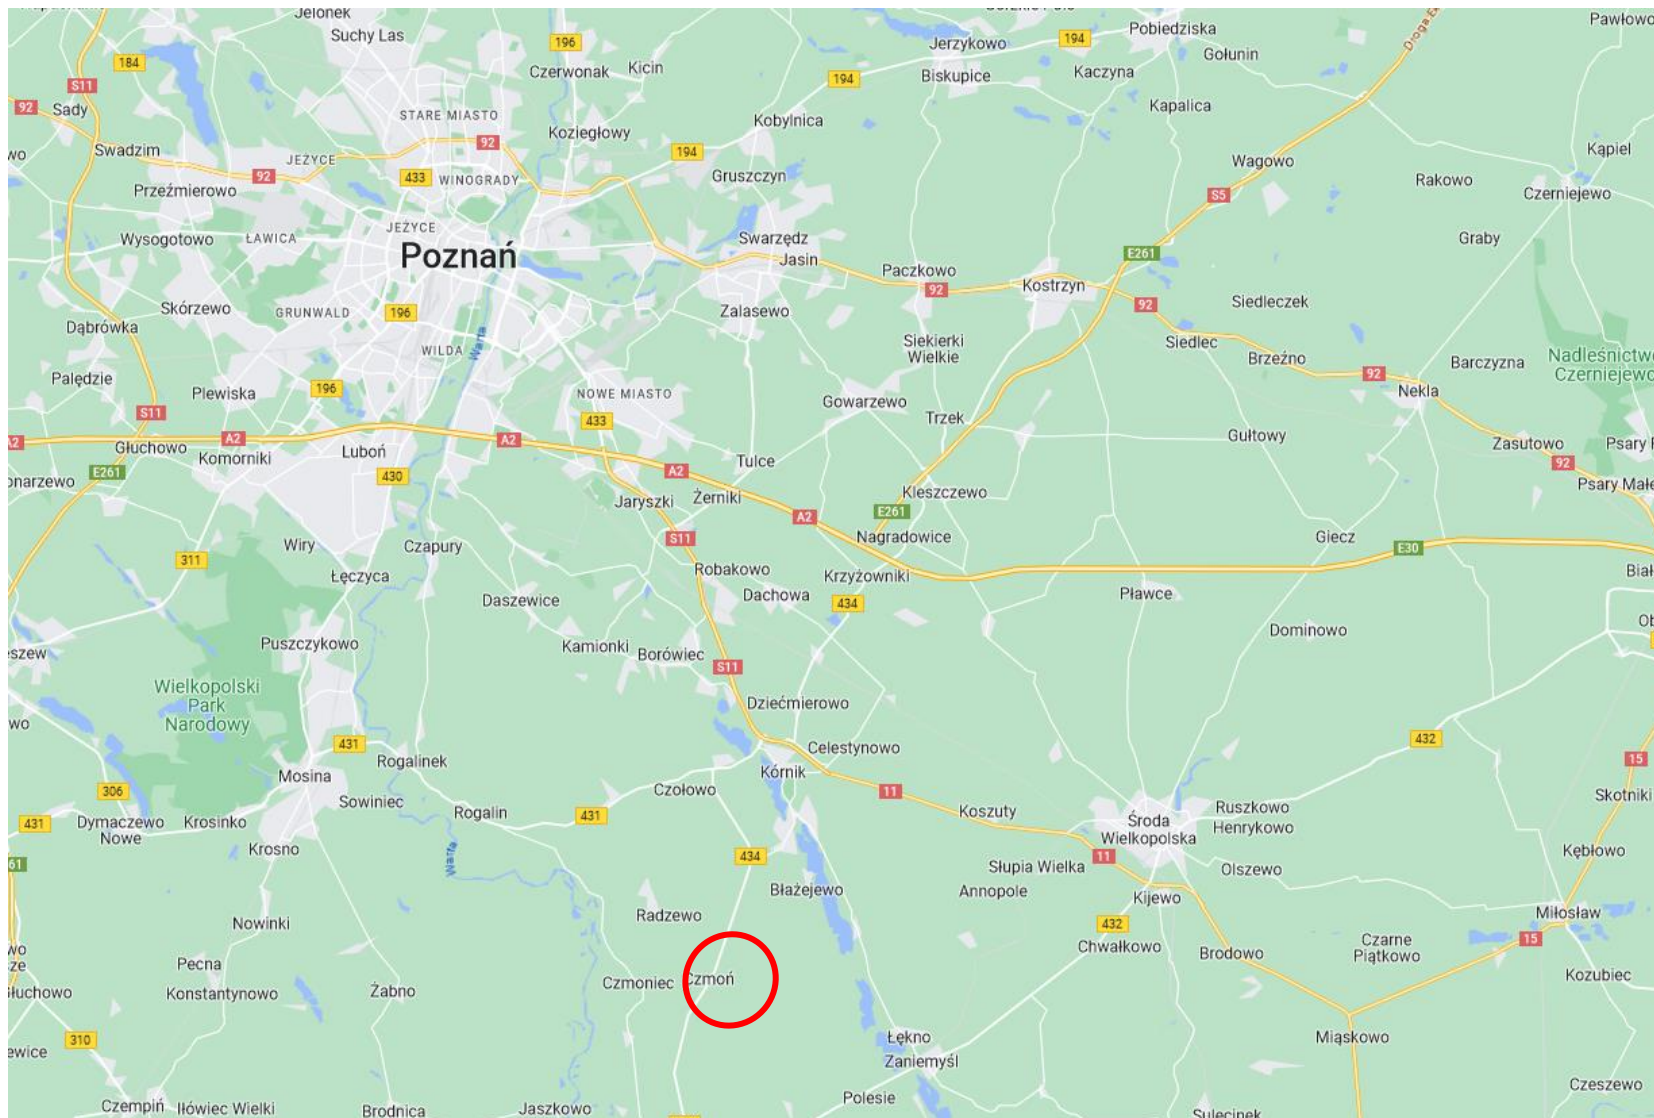 Jelonek
Suchy Las
196
Jerzykowo
194
Pobiedziska
Gołunin
Pawłowo
184
S11
92
Sady
Czerwonak
Kicin
194
Biskupice
Kaczyna
Kapalica
STARE MIASTO
92
Koziegłowy
Kobylnica
Swadzim
JEŻYCE
194
Wagowo
Kąpiel
92
433
WINOGRADY
Gruszczyn
Rakowo
Czerniejewo
Przeźmierowo
S5
JEŻYCE
Wysogotowo
ŁAWICA
Poznań
Swarzędz
Jasin
E261
Graby
Paczkowo
92
Kostrzyn
92
Siedleczek
Skórzewo
GRUNWALD
196
Zalasewo
Dąbrówka
WILDA
Warta
Siekierki
Wielkie
Siedlec
Brzeźno
Barczyzna
Nadleśnictwo
Czerniejewo
Palędzie
Plewiska
196
NOWE MIASTO
92
Nekla
S11
433
Gowarzewo
Trzek
A2
Głuchowo
A2
Komorniki
Luboń
A2
Gułtowy
Zasutowo
Psary
E261
430
A2
Tulce
92
Psary Małe
Jaryszki
Żerniki
Kleszczewo
A2
E261
Nagradowice
Giecz
311
Wiry
Czapury
S11
E30
Łęczyca
Robakowo
Krzyżowniki
Daszewice
Dachowa
434
Pławce
Puszczykowo
Kamionki
Borówiec
S11
Dominowo
Wielkopolski
Park
Narodowy
Dziećmierowo
431
Rogalinek
Celestynowo
432
Mosina
Kórnik
15
306
Sowiniec
Czołowo
11
Skotniki
431
Dymaczewo
Nowe
Krosinko
Rogalin
431
Koszuty
Środa
Wielkopolska
Ruszkowo
Henrykowo
Krosno
Warta
434
11
Kębłowo
61
Słupia Wielka
Olszewo
Błażejewo
Annopole
Kijewo
Nowinki
Radzewo
432
Miłosław
Chwałkowo
Brodowo
Czarne
Piątkowo
15
Pecna
Konstantynowo
Żabno
Czmoniec
Czmoń
Kozubiec
310
Łękno
Zaniemyśl
Miąskowo
Czempiń
Iłówiec Wielki
Brodnica
Jaszkowo
Polesie
Czeszewo
Sulęcinek